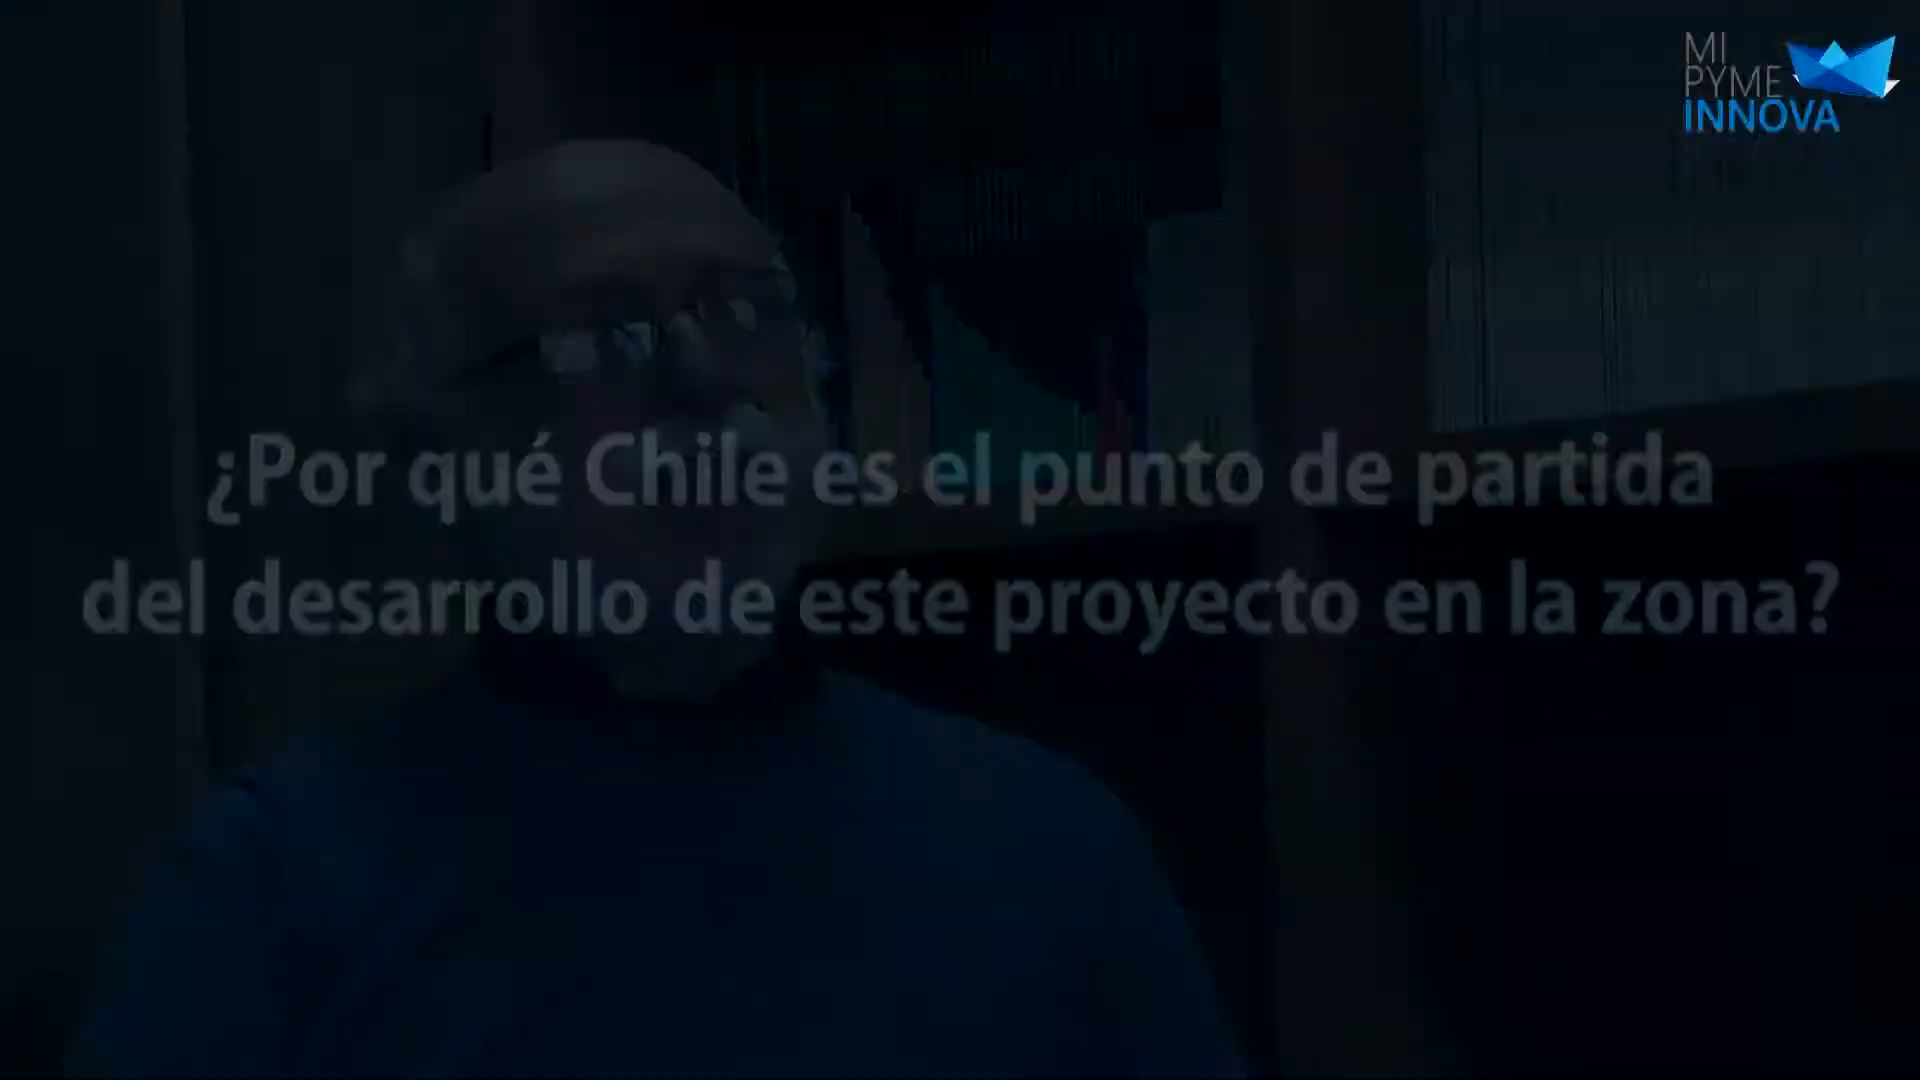 MI
PYME
INNOVA
¿Por qué Chile es el punto de partida
del desarrollo de este proyecto en la zona?